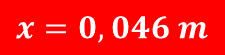 x = 0, 046 m